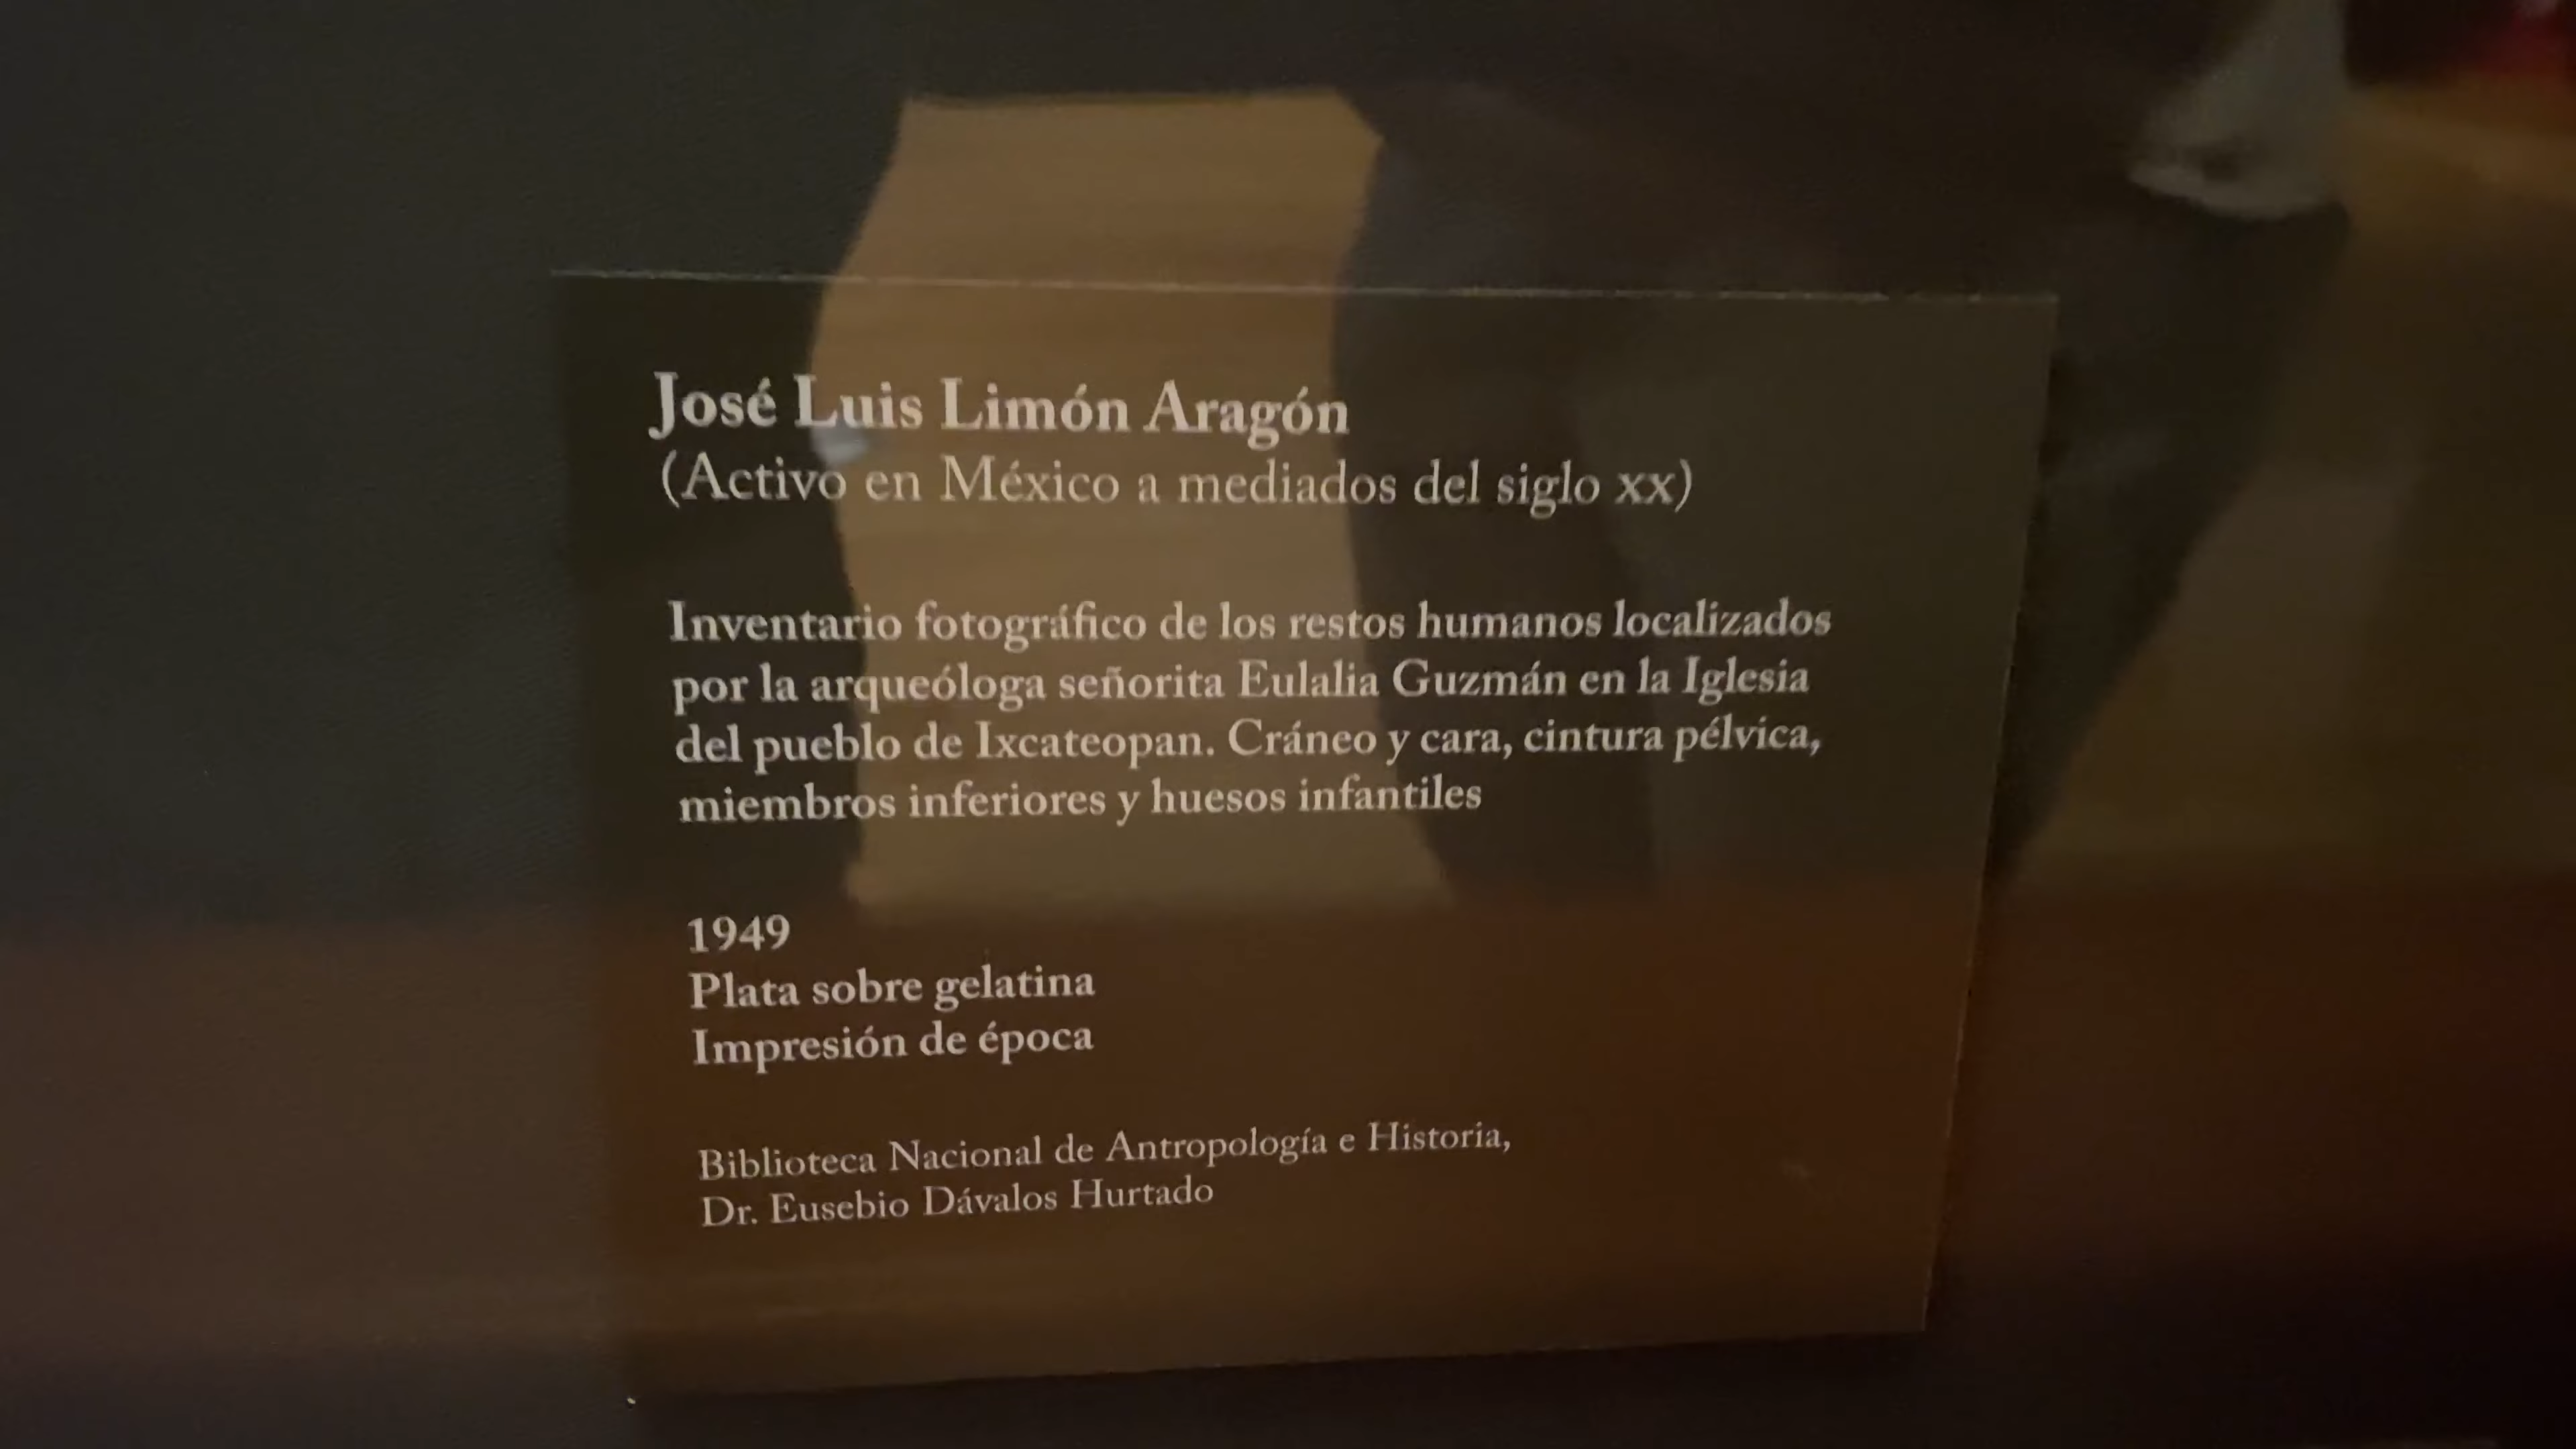 José Luis Limón Aragón
(Activo en México a mediados del siglo xx)
Inventario fotográfico de los restos humanos localizados
por la arqueóloga señorita Eulalia Guzmán en la Iglesia
del pueblo de Ixcateopan. Cráneo y cara, cintura pélvica,
miembros inferiores y huesos infantiles
1949
Plata sobre gelatina
Impresión de época
Biblioteca Nacional de Antropología e Historia,
Dr. Eusebio Dávalos Hurtado